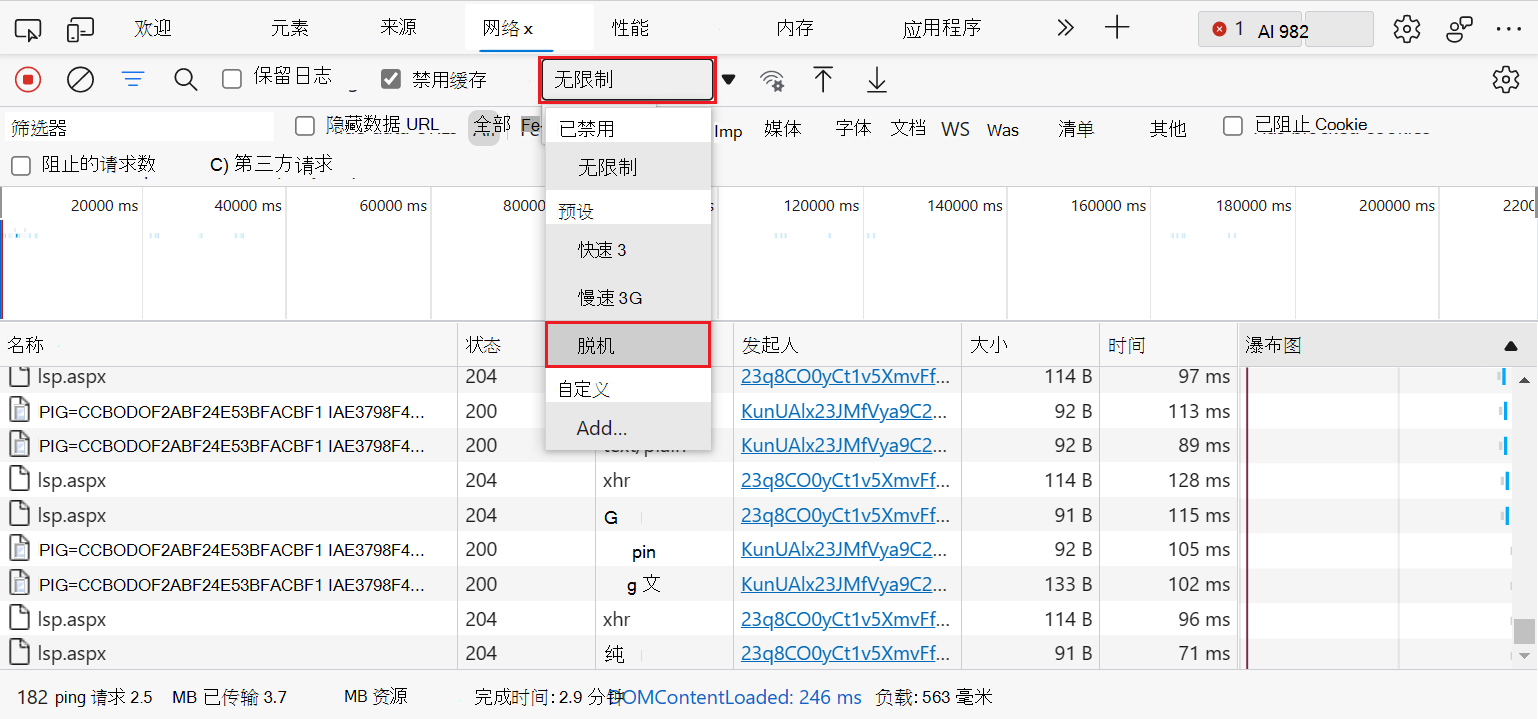 欢迎 元素 来源 网络 x 性能 内存 应用程序 1 AI 982
保留日志 禁用缓存 无限制
筛选器 隐藏数据 URL 全部 Fe Imp 媒体 字体 文档 WS Was 清单 其他 已阻止 Cookie
阻止的请求数 C) 第三方请求
已禁用
无限制
预设
快速 3
慢速 3G
脱机
自定义
Add...
20000 ms 40000 ms 60000 ms 8000 120000 ms 140000 ms 160000 ms 180000 ms 200000 ms 2200
名称 状态 发起人 大小 时间 瀑布图
lsp.aspx 204 23q8CO0yCt1v5XmvFf... 114 B 97 ms
PIG=CCBODOF2ABF24E53BFACBF1 IAE3798F4... 200 KunUAlx23JMfVya9C2... 92 B 113 ms
PIG=CCBODOF2ABF24E53BFACBF1 IAE3798F4... 200 text/plain KunUAlx23JMfVya9C2... 92 B 89 ms
lsp.aspx 204 xhr 23q8CO0yCt1v5XmvFf... 114 B 128 ms
lsp.aspx 204 G 23q8CO0yCt1v5XmvFf... 91 B 115 ms
PIG=CCBODOF2ABF24E53BFACBF1 IAE3798F4... 200 pin KunUAlx23JMfVya9C2... 92 B 105 ms
PIG=CCBODOF2ABF24E53BFACBF1 IAE3798F4... 200 g 文 KunUAlx23JMfVya9C2... 133 B 102 ms
lsp.aspx 204 xhr 23q8CO0yCt1v5XmvFf... 114 B 96 ms
lsp.aspx 204 纯 23q8CO0yCt1v5XmvFf... 91 B 71 ms
182 ping 请求 2.5 MB 已传输 3.7 MB 资源 完成时间: 2.9 分钟 DOMContentLoaded: 246 ms 负载: 563 毫米